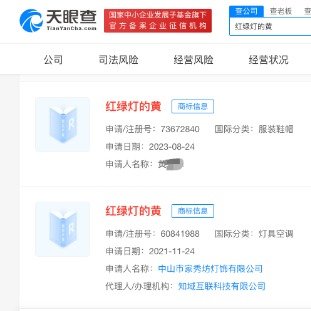 天眼查
TianYanCha.com
国家中小企业发展子基金旗下
官方备案企业征信机构
查公司 查老板
红绿灯的黄
公司 司法风险 经营风险 经营状况
红绿灯的黄 商标信息
申请/注册号：73672840 国际分类：服装鞋帽
申请日期：2023-08-24
申请人名称：
红绿灯的黄 商标信息
申请/注册号：60841988 国际分类：灯具空调
申请日期：2021-11-24
申请人名称：中山市家秀坊灯饰有限公司
代理人/办理机构：知域互联科技有限公司